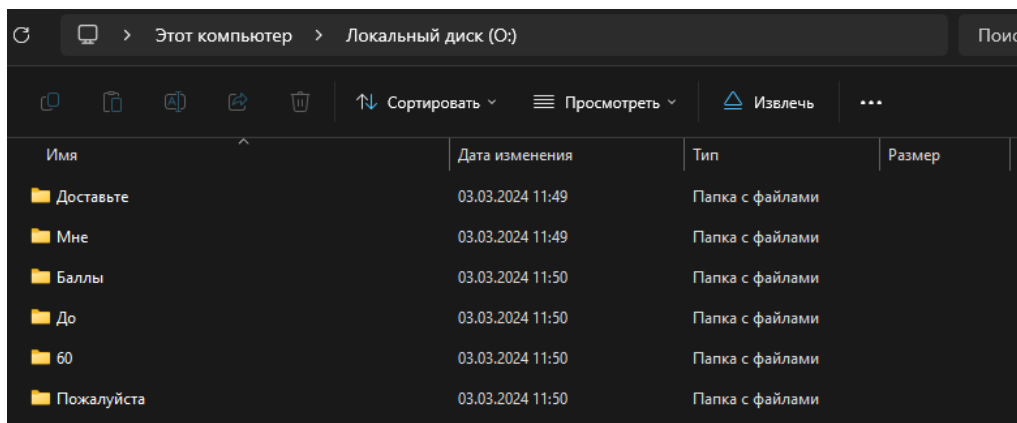 Этот компьютер > Локальный диск (O:) Поис
Сортировать Просмотреть Извлечь •••
Имя Дата изменения Тип Размер
Доставьте 03.03.2024 11:49 Папка с файлами
Мне 03.03.2024 11:49 Папка с файлами
Баллы 03.03.2024 11:50 Папка с файлами
До 03.03.2024 11:50 Папка с файлами
60 03.03.2024 11:50 Папка с файлами
Пожалуйста 03.03.2024 11:50 Папка с файлами